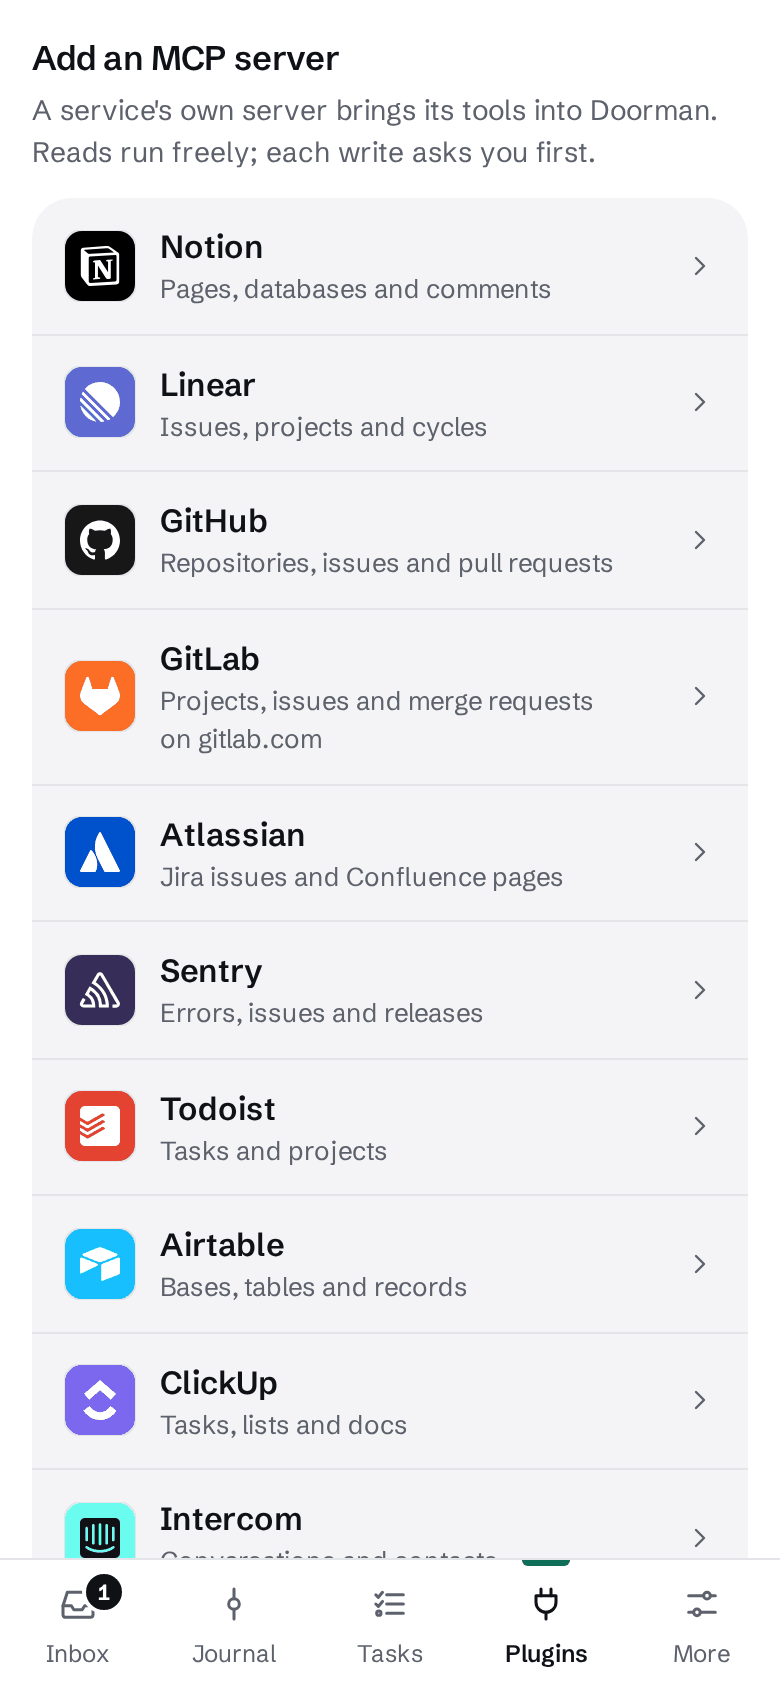 Add an MCP server
A service's own server brings its tools into Doorman.
Reads run freely; each write asks you first.
Notion
Pages, databases and comments
Linear
Issues, projects and cycles
GitHub
Repositories, issues and pull requests
GitLab
Projects, issues and merge requests
on gitlab.com
Atlassian
Jira issues and Confluence pages
Sentry
Errors, issues and releases
Todoist
Tasks and projects
Airtable
Bases, tables and records
ClickUp
Tasks, lists and docs
Intercom
Conversations and contacts
1
Inbox
Journal
Tasks
Plugins
More